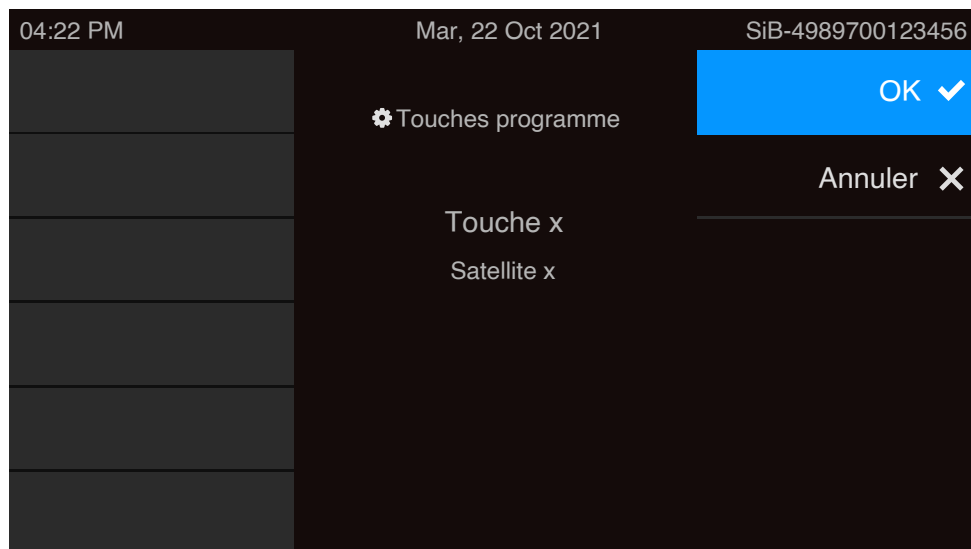 04:22 PM Mar, 22 Oct 2021 SiB-4989700123456
OK
Touches programme
Annuler
Touche x
Satellite x